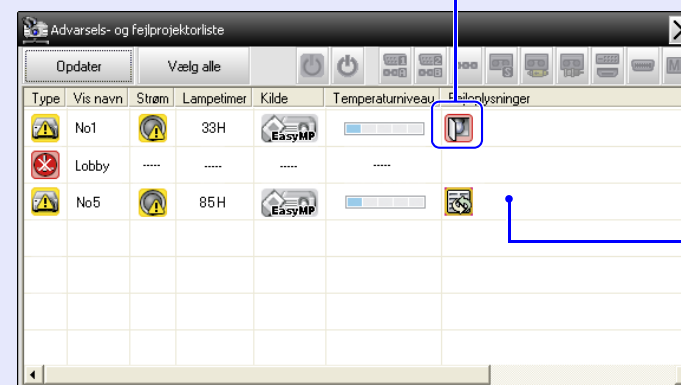 Advarsels- og fejlprojektorliste
Opdater Vælg alle
Type Vis navn Strøm Lampetimer Kilde Temperaturniveau Fejloplysninger
No1 33H EasyMP
Lobby ----- ----- ----- -----
No5 85H EasyMP